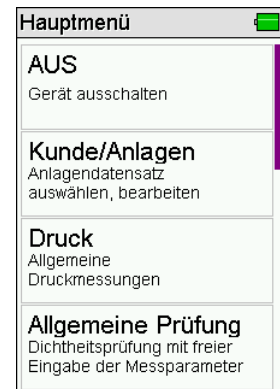 Hauptmenü
AUS
Gerät ausschalten
Kunde/Anlagen
Anlagendatensatz
auswählen, bearbeiten
Druck
Allgemeine
Druckmessungen
Allgemeine Prüfung
Dichtheitsprüfung mit freier
Eingabe der Messparameter